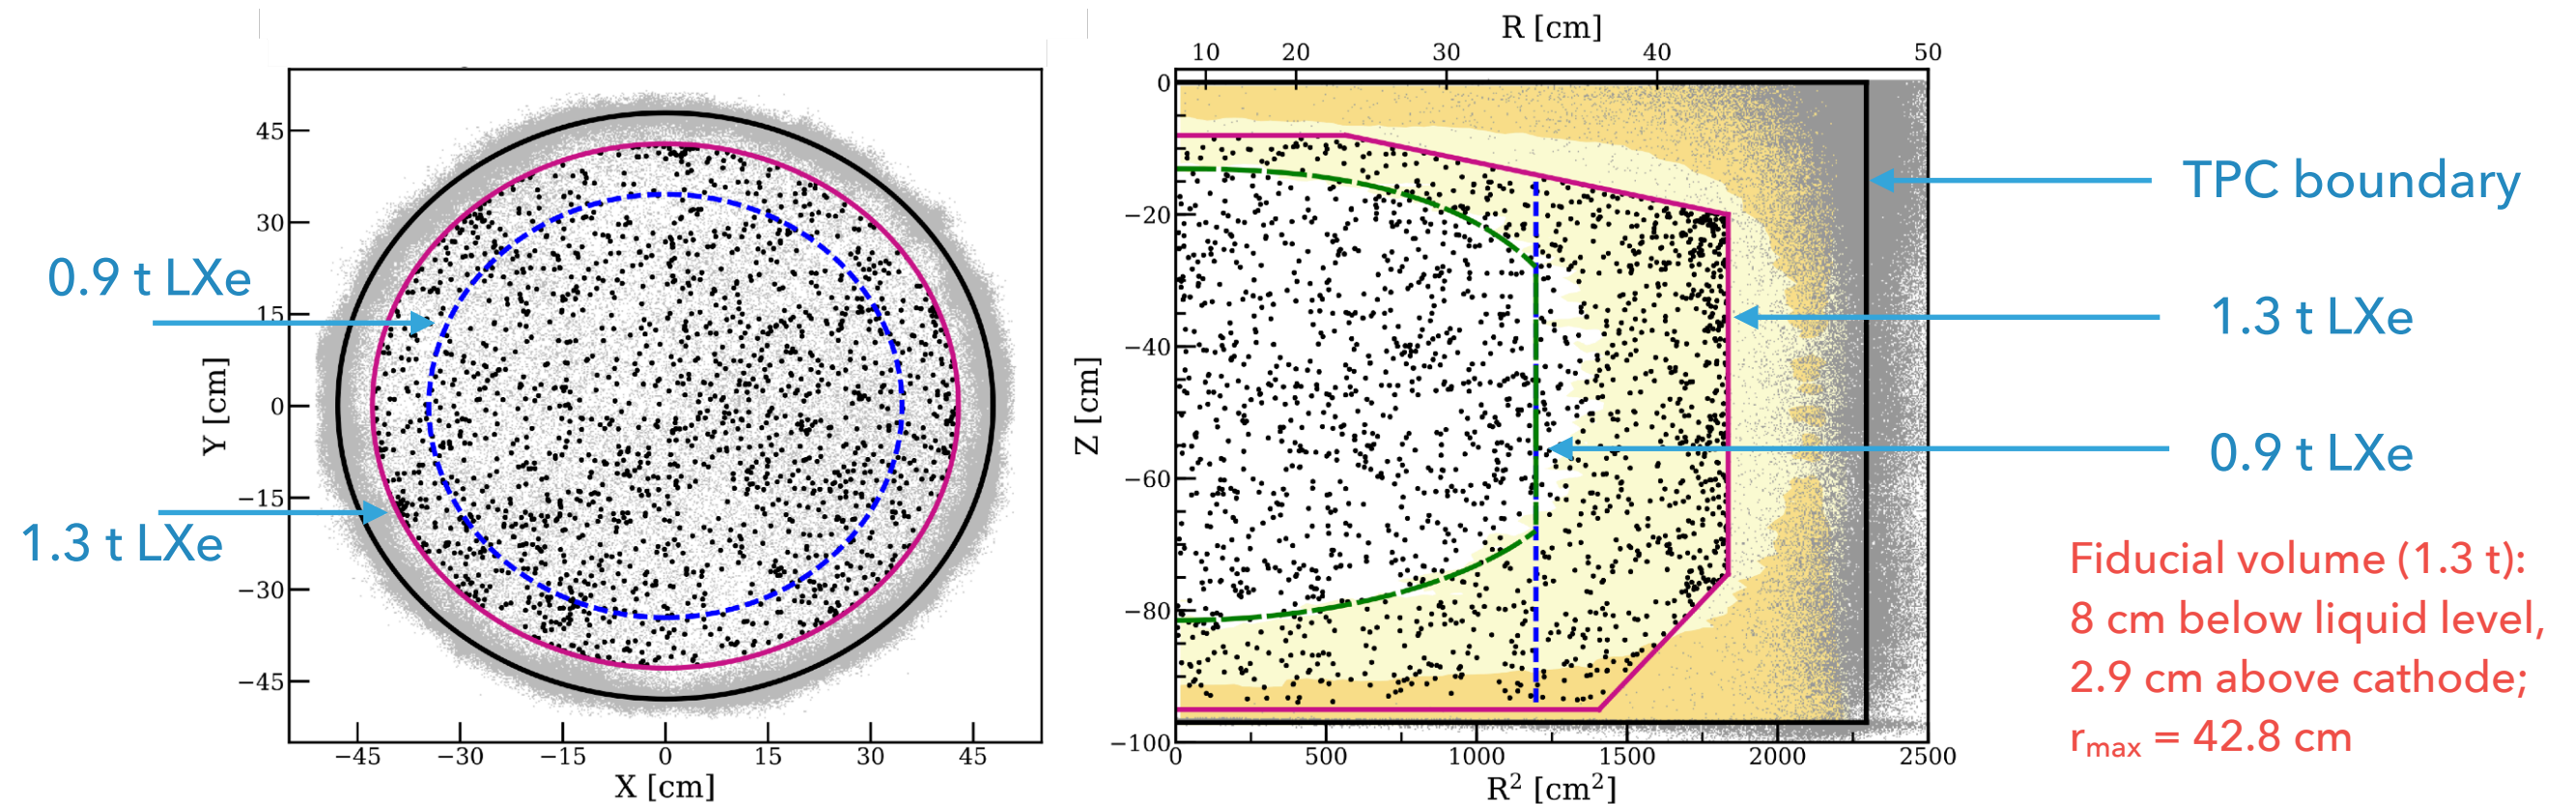 0.9 t LXe
1.3 t LXe
Y [cm]
45
30
15
0
−15
−30
−45
−45
−30
−15
0
15
30
45
X [cm]
R [cm]
10
20
30
40
50
Z [cm]
0
−20
−40
−60
−80
−100
0
500
1000
1500
2000
2500
R² [cm²]
TPC boundary
1.3 t LXe
0.9 t LXe
Fiducial volume (1.3 t):
8 cm below liquid level,
2.9 cm above cathode;
rmax = 42.8 cm